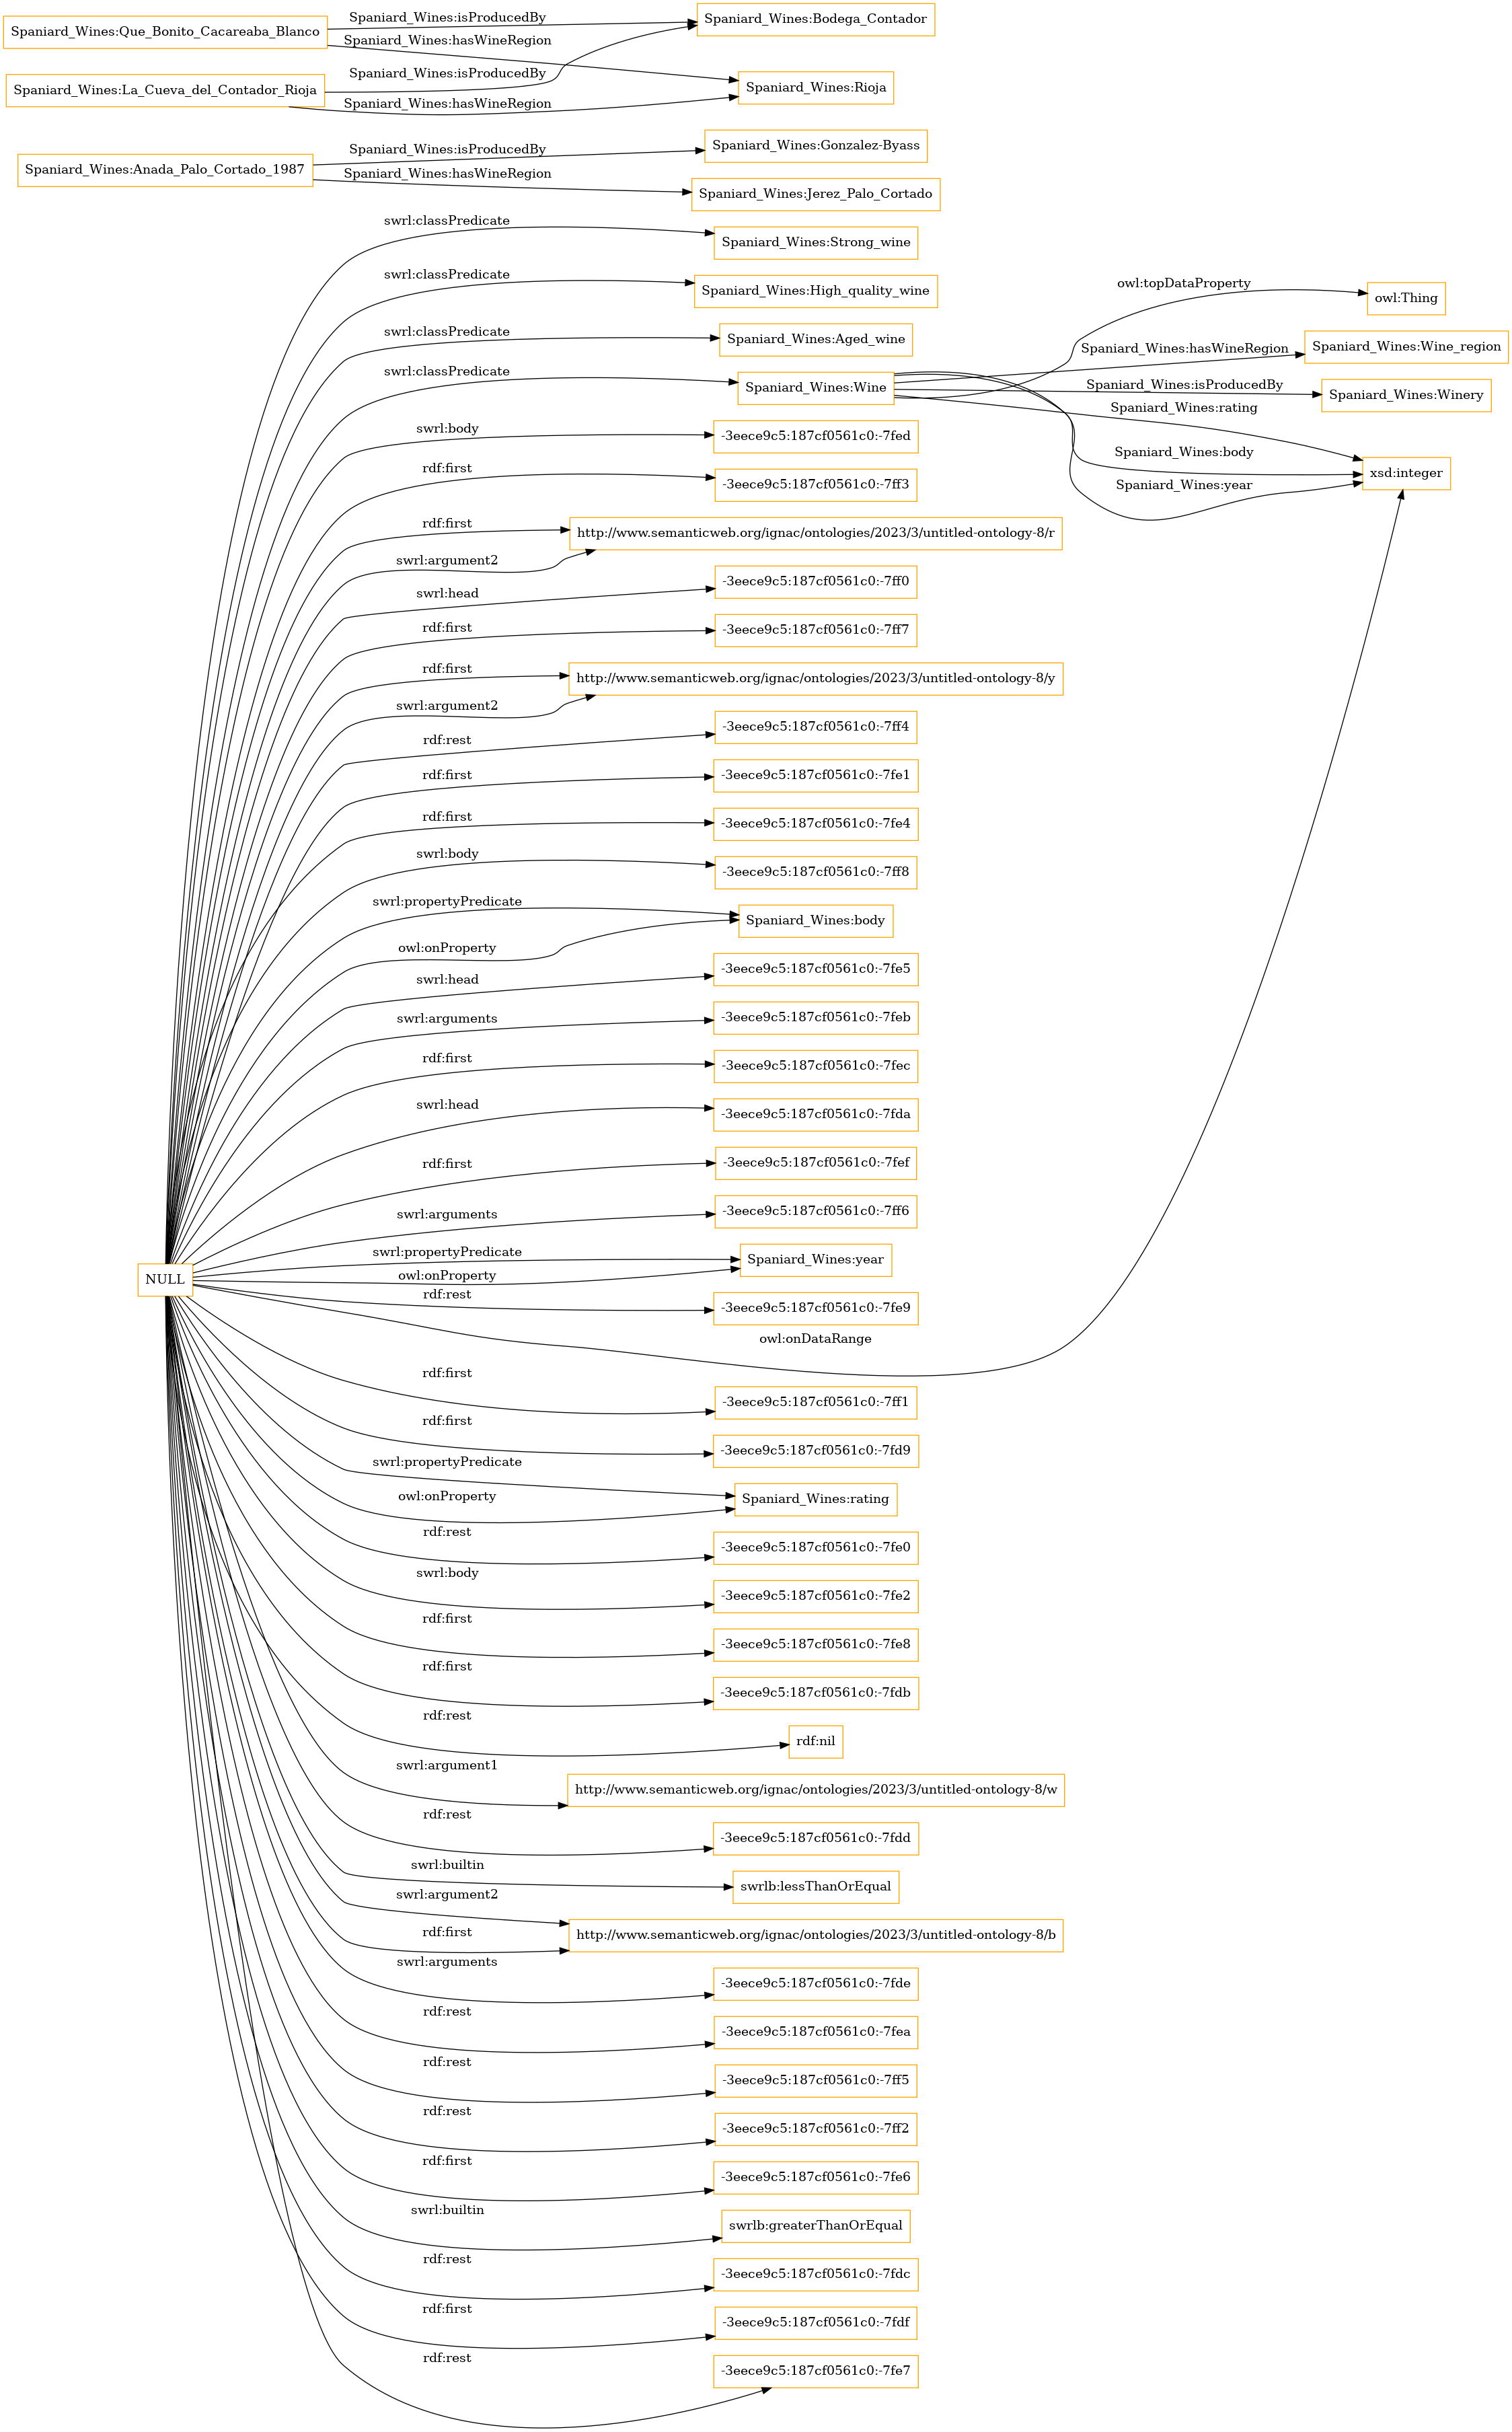 Spaniard_Wines:Que_Bonito_Cacareaba_Blanco
Spaniard_Wines:isProducedBy
Spaniard_Wines:Bodega_Contador
Spaniard_Wines:hasWineRegion
Spaniard_Wines:La_Cueva_del_Contador_Rioja
Spaniard_Wines:isProducedBy
Spaniard_Wines:Rioja
Spaniard_Wines:hasWineRegion
Spaniard_Wines:Anada_Palo_Cortado_1987
Spaniard_Wines:isProducedBy
Spaniard_Wines:Gonzalez-Byass
Spaniard_Wines:hasWineRegion
Spaniard_Wines:Jerez_Palo_Cortado
swrl:classPredicate
Spaniard_Wines:Strong_wine
swrl:classPredicate
Spaniard_Wines:High_quality_wine
owl:topDataProperty
owl:Thing
swrl:classPredicate
Spaniard_Wines:Aged_wine
Spaniard_Wines:hasWineRegion
Spaniard_Wines:Wine_region
swrl:classPredicate
Spaniard_Wines:Wine
Spaniard_Wines:isProducedBy
Spaniard_Wines:Winery
Spaniard_Wines:rating
swrl:body
-3eece9c5:187cf0561c0:-7fed
Spaniard_Wines:body
xsd:integer
Spaniard_Wines:year
rdf:first
-3eece9c5:187cf0561c0:-7ff3
rdf:first
http://www.semanticweb.org/ignac/ontologies/2023/3/untitled-ontology-8/r
swrl:argument2
swrl:head
-3eece9c5:187cf0561c0:-7ff0
rdf:first
-3eece9c5:187cf0561c0:-7ff7
rdf:first
http://www.semanticweb.org/ignac/ontologies/2023/3/untitled-ontology-8/y
swrl:argument2
rdf:rest
-3eece9c5:187cf0561c0:-7ff4
rdf:first
-3eece9c5:187cf0561c0:-7fe1
rdf:first
-3eece9c5:187cf0561c0:-7fe4
swrl:body
-3eece9c5:187cf0561c0:-7ff8
swrl:propertyPredicate
Spaniard_Wines:body
owl:onProperty
swrl:head
-3eece9c5:187cf0561c0:-7fe5
swrl:arguments
-3eece9c5:187cf0561c0:-7feb
rdf:first
-3eece9c5:187cf0561c0:-7fec
swrl:head
-3eece9c5:187cf0561c0:-7fda
rdf:first
-3eece9c5:187cf0561c0:-7fef
swrl:arguments
-3eece9c5:187cf0561c0:-7ff6
swrl:propertyPredicate
Spaniard_Wines:year
NULL
owl:onProperty
rdf:rest
-3eece9c5:187cf0561c0:-7fe9
owl:onDataRange
rdf:first
-3eece9c5:187cf0561c0:-7ff1
rdf:first
-3eece9c5:187cf0561c0:-7fd9
swrl:propertyPredicate
owl:onProperty
Spaniard_Wines:rating
rdf:rest
-3eece9c5:187cf0561c0:-7fe0
swrl:body
-3eece9c5:187cf0561c0:-7fe2
rdf:first
-3eece9c5:187cf0561c0:-7fe8
rdf:first
-3eece9c5:187cf0561c0:-7fdb
rdf:rest
rdf:nil
swrl:argument1
http://www.semanticweb.org/ignac/ontologies/2023/3/untitled-ontology-8/w
rdf:rest
-3eece9c5:187cf0561c0:-7fdd
swrl:builtin
swrlb:lessThanOrEqual
swrl:argument2
rdf:first
http://www.semanticweb.org/ignac/ontologies/2023/3/untitled-ontology-8/b
swrl:arguments
-3eece9c5:187cf0561c0:-7fde
rdf:rest
-3eece9c5:187cf0561c0:-7fea
rdf:rest
-3eece9c5:187cf0561c0:-7ff5
rdf:rest
-3eece9c5:187cf0561c0:-7ff2
rdf:first
-3eece9c5:187cf0561c0:-7fe6
swrl:builtin
swrlb:greaterThanOrEqual
rdf:rest
-3eece9c5:187cf0561c0:-7fdc
rdf:first
-3eece9c5:187cf0561c0:-7fdf
rdf:rest
-3eece9c5:187cf0561c0:-7fe7